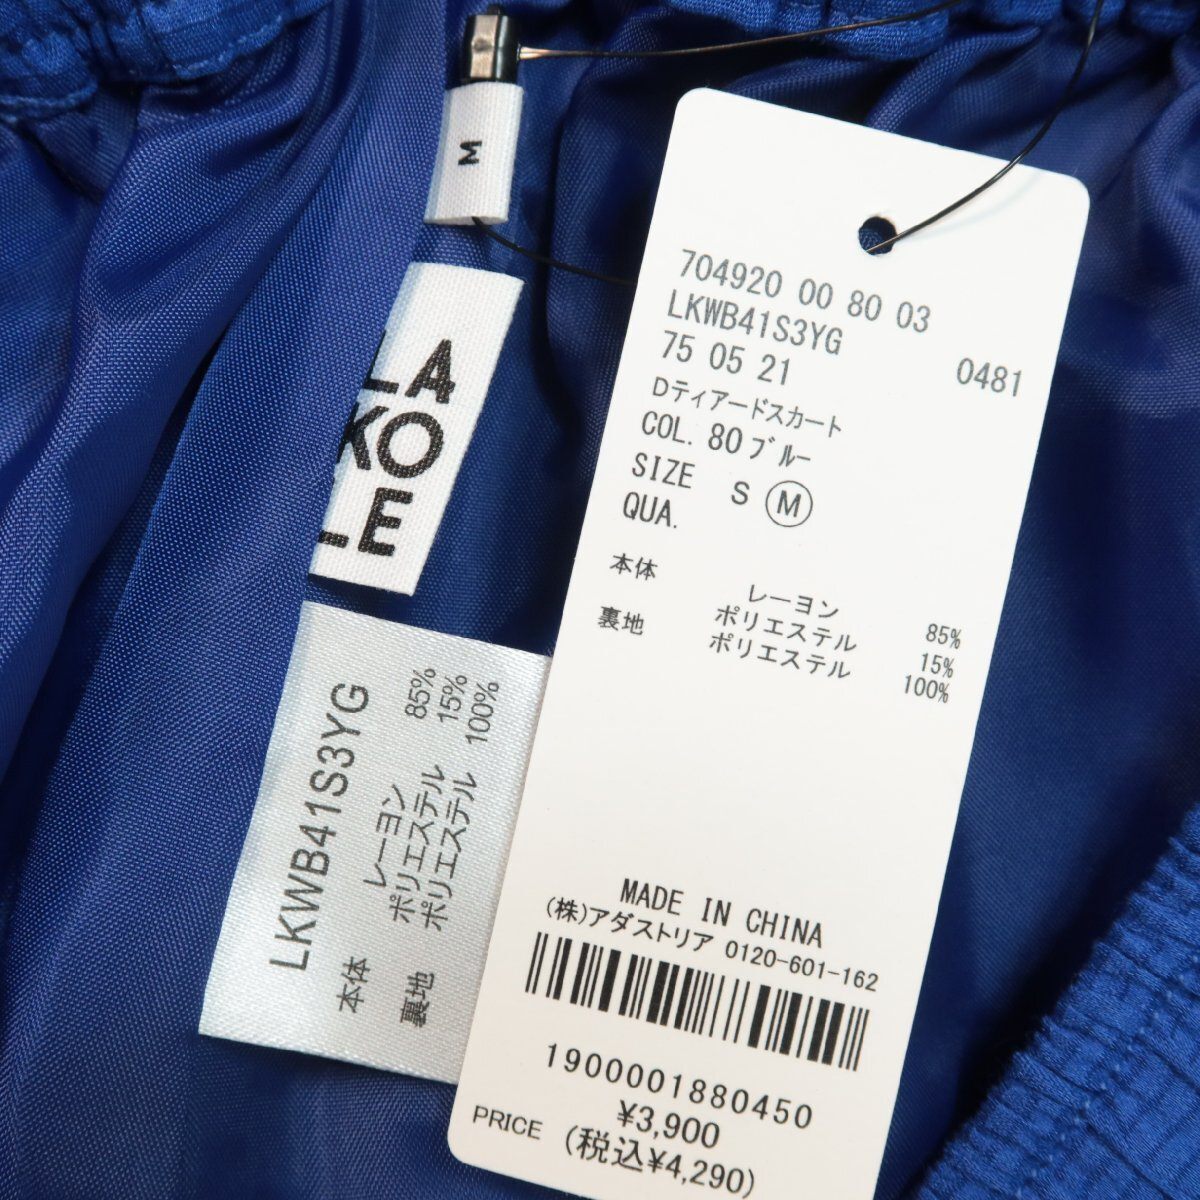 M
LA
KO
LE
LKWB41S3YG
本体 レーヨン 85%
ポリエステル 15%
裏地 ポリエステル 100%
704920 00 80 03
LKWB41S3YG
75 05 21 0481
Dティアードスカート
COL. 80 ブルー
SIZE S M
QUA.
本体 レーヨン 85%
ポリエステル 15%
裏地 ポリエステル 100%
MADE IN CHINA
(株)アダストリア 0120-601-162
1900001880450
¥3,900
PRICE (税込¥4,290)